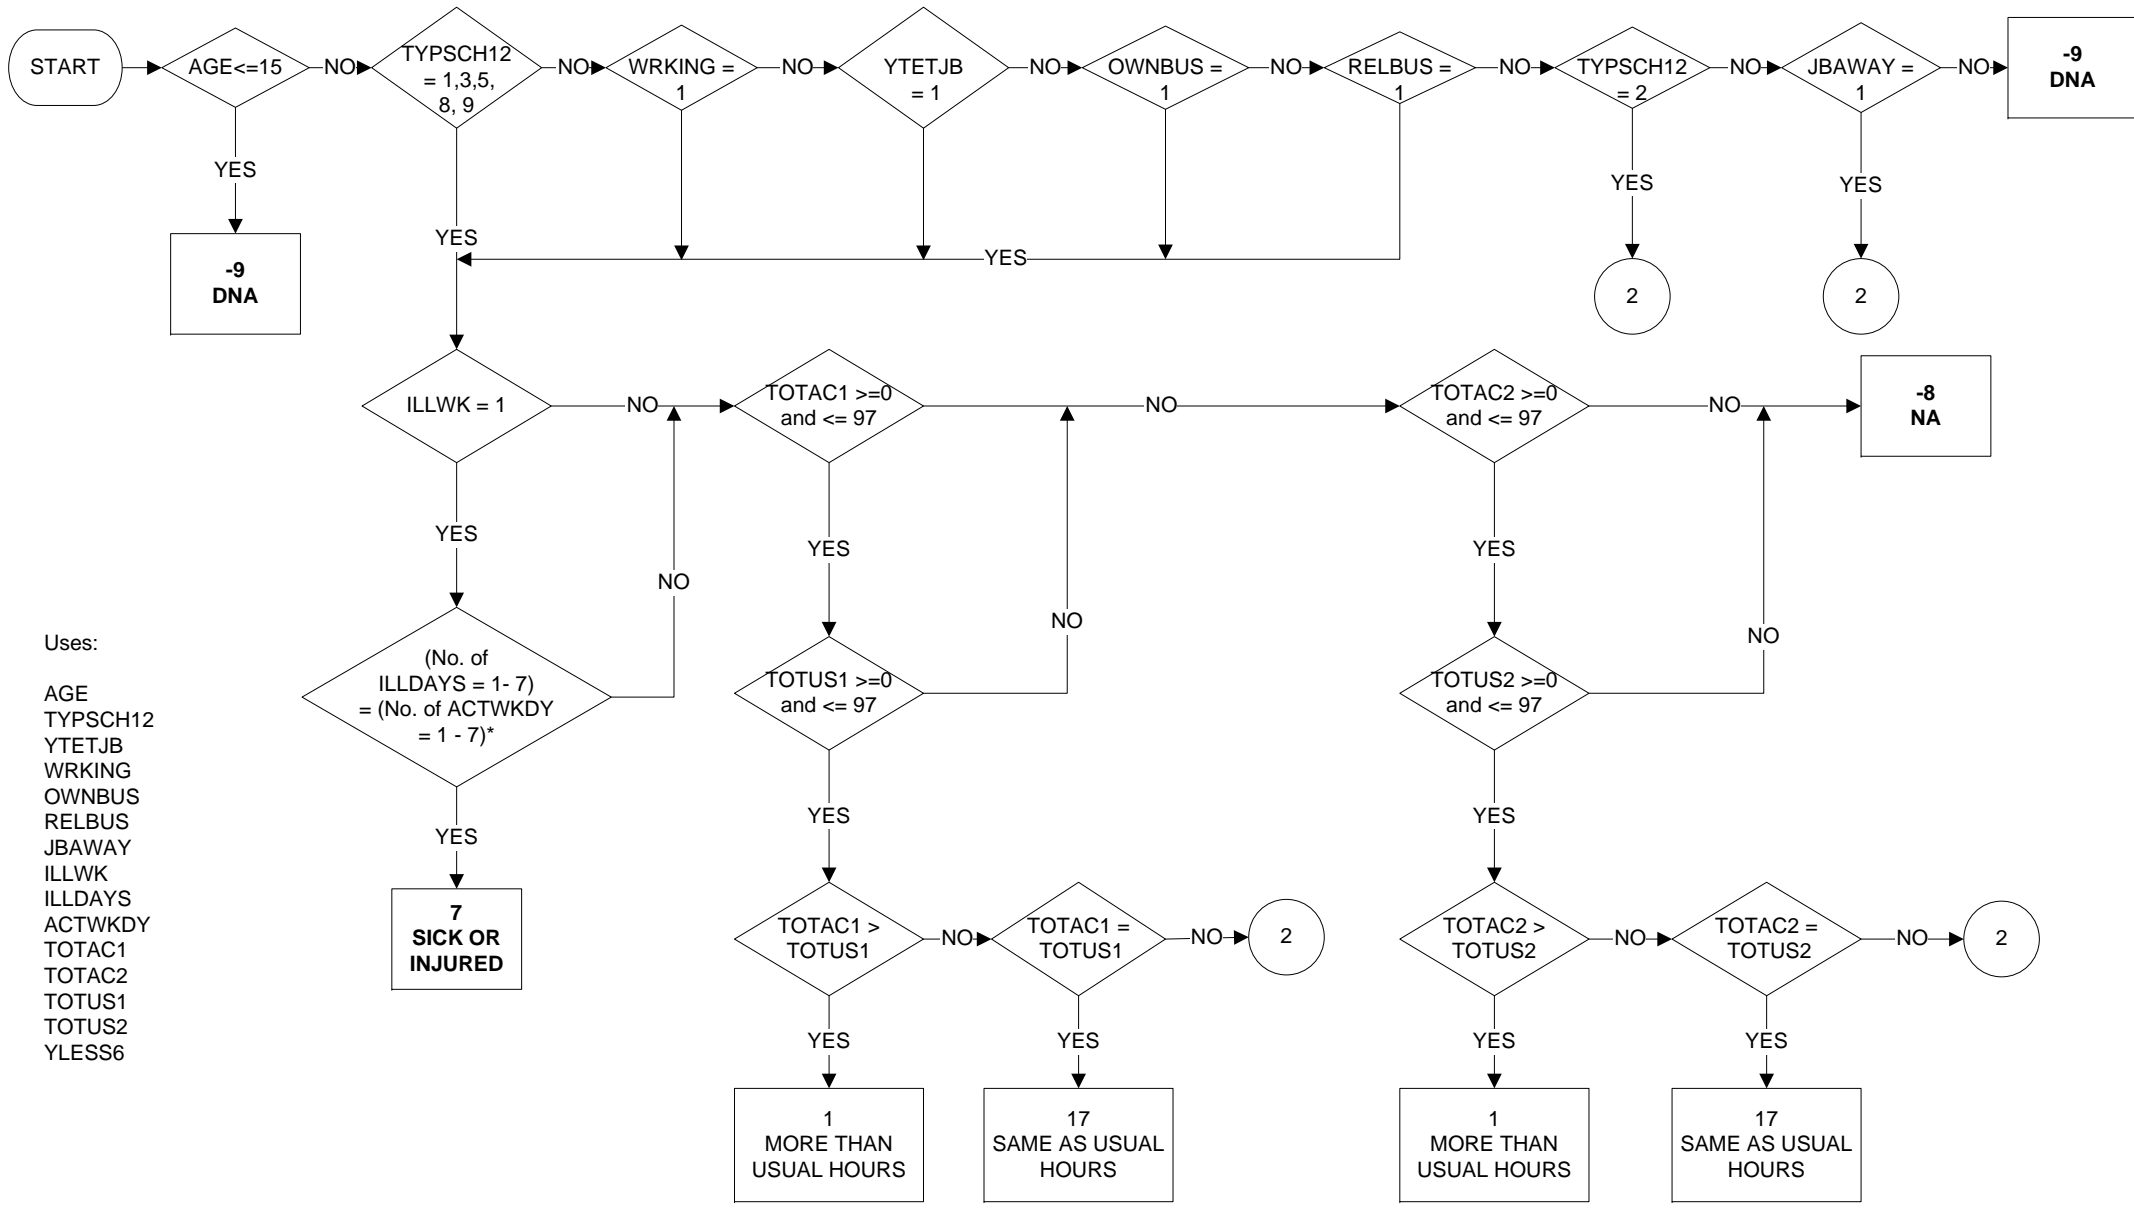 START
AGE<=15
NO
TYPSCH12
= 1,3,5,
8, 9
NO
WRKING =
1
NO
YTETJB
= 1
NO
OWNBUS =
1
NO
RELBUS =
1
NO
TYPSCH12
= 2
NO
JBAWAY =
1
NO
-9
DNA
YES
YES
YES
YES
YES
-9
DNA
2
2
ILLWK = 1
NO
TOTAC1 >=0
and <= 97
NO
TOTAC2 >=0
and <= 97
NO
-8
NA
YES
YES
YES
NO
NO
NO
(No. of
ILLDAYS = 1- 7)
= (No. of ACTWKDY
= 1 - 7)*
TOTUS1 >=0
and <= 97
TOTUS2 >=0
and <= 97
YES
YES
YES
7
SICK OR
INJURED
TOTAC1 >
TOTUS1
NO
TOTAC1 =
TOTUS1
NO
2
TOTAC2 >
TOTUS2
NO
TOTAC2 =
TOTUS2
NO
2
YES
YES
YES
YES
1
MORE THAN
USUAL HOURS
17
SAME AS USUAL
HOURS
1
MORE THAN
USUAL HOURS
17
SAME AS USUAL
HOURS
Uses:
AGE
TYPSCH12
YTETJB
WRKING
OWNBUS
RELBUS
JBAWAY
ILLWK
ILLDAYS
ACTWKDY
TOTAC1
TOTAC2
TOTUS1
TOTUS2
YLESS6